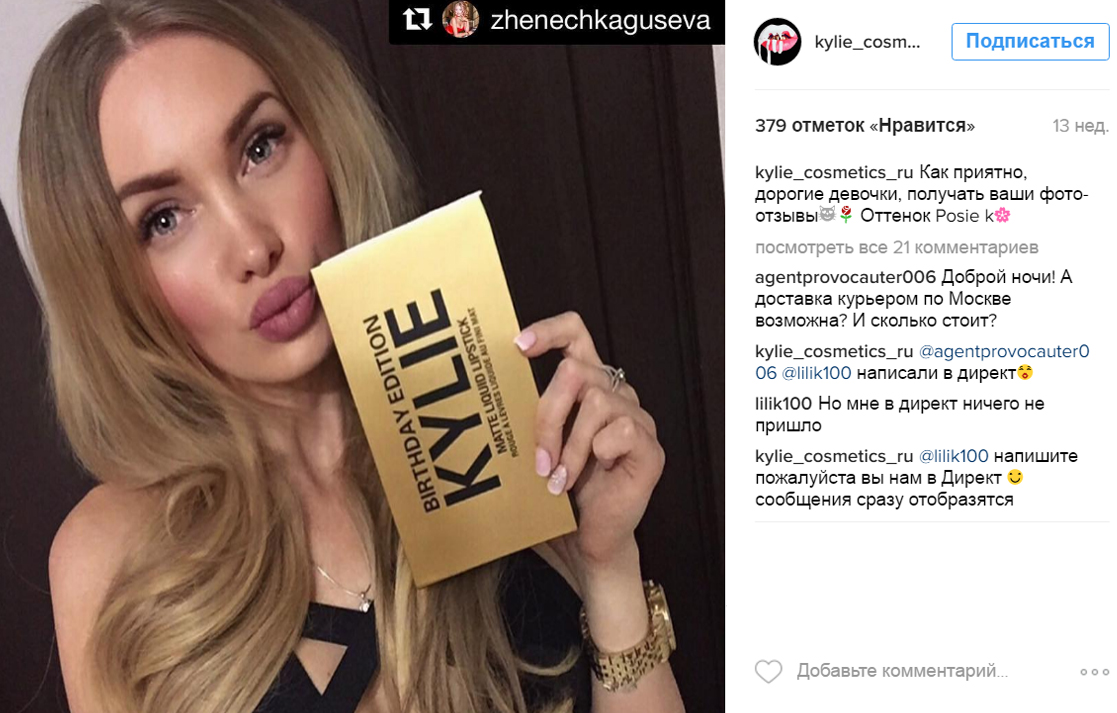 zhenechkaguseva
BIRTHDAY EDITION
KYLIE
MATTE LIQUID LIPSTICK
ROUGE A LEVRES LIQUIDE AU FINI MAT
kylie_cosm...
Подписаться
379 отметок «Нравится»
13 нед.
kylie_cosmetics_ru Как приятно,
дорогие девочки, получать ваши фото-
отзывы😈🌹 Оттенок Posie k🌸
посмотреть все 21 комментариев
agentprovocauter006 Доброй ночи! А
доставка курьером по Москве
возможна? И сколько стоит?
kylie_cosmetics_ru @agentprovocauter0
06 @lilik100 написали в директ😲
lilik100 Но мне в директ ничего не
пришло
kylie_cosmetics_ru @lilik100 напишите
пожалуйста вы нам в Директ 😉
сообщения сразу отобразятся
Добавьте комментарий...